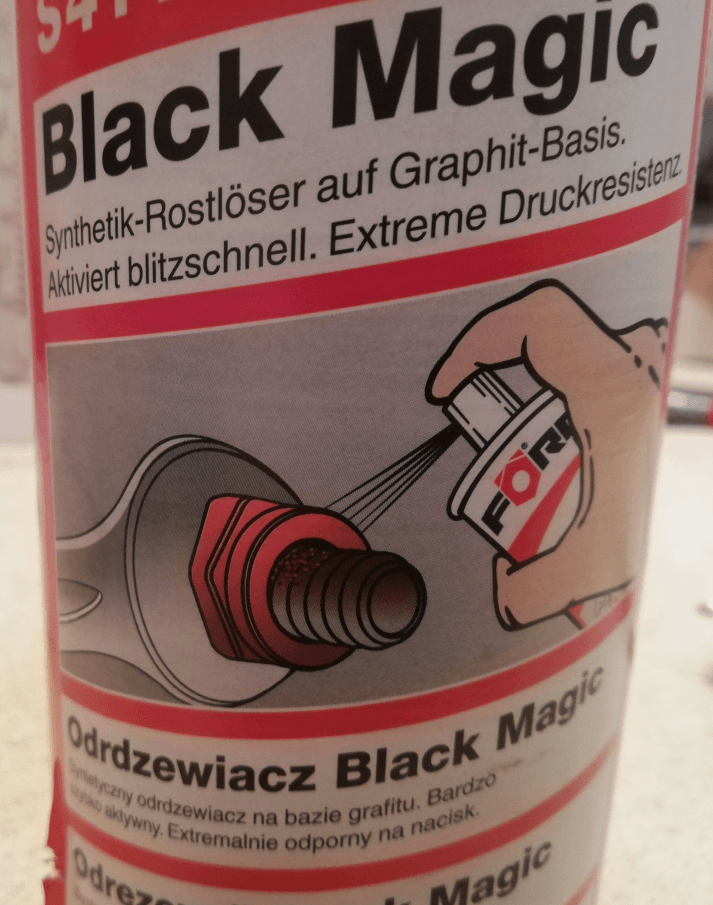 Black Magic
Synthetik-Rostlöser auf Graphit-Basis.
Aktiviert blitzschnell. Extreme Druckresistenz.
Odrdzewiacz Black Magic
Syntetyczny odrdzewiacz na bazie grafitu. Bardzo
szybko aktywny. Extremalnie odporny na nacisk.
Black Magic